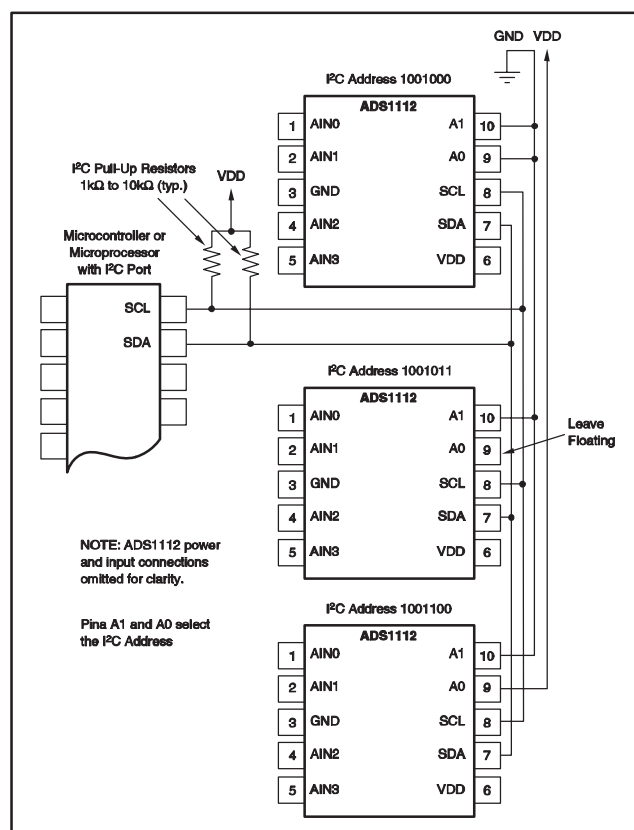 GND VDD
I²C Address 1001000
ADS1112
1 AIN0 A1 10
2 AIN1 A0 9
3 GND SCL 8
4 AIN2 SDA 7
5 AIN3 VDD 6
I²C Pull-Up Resistors
1kΩ to 10kΩ (typ.)
VDD
Microcontroller or
Microprocessor
with I²C Port
SCL
SDA
I²C Address 1001011
ADS1112
1 AIN0 A1 10
2 AIN1 A0 9
3 GND SCL 8
4 AIN2 SDA 7
5 AIN3 VDD 6
Leave
Floating
NOTE: ADS1112 power
and input connections
omitted for clarity.
Pina A1 and A0 select
the I²C Address
I²C Address 1001100
ADS1112
1 AIN0 A1 10
2 AIN1 A0 9
3 GND SCL 8
4 AIN2 SDA 7
5 AIN3 VDD 6